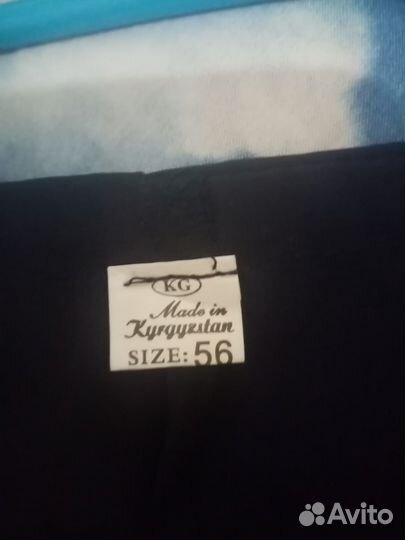 KG
Made in
Kyrgyzstan
SIZE: 56
Avito